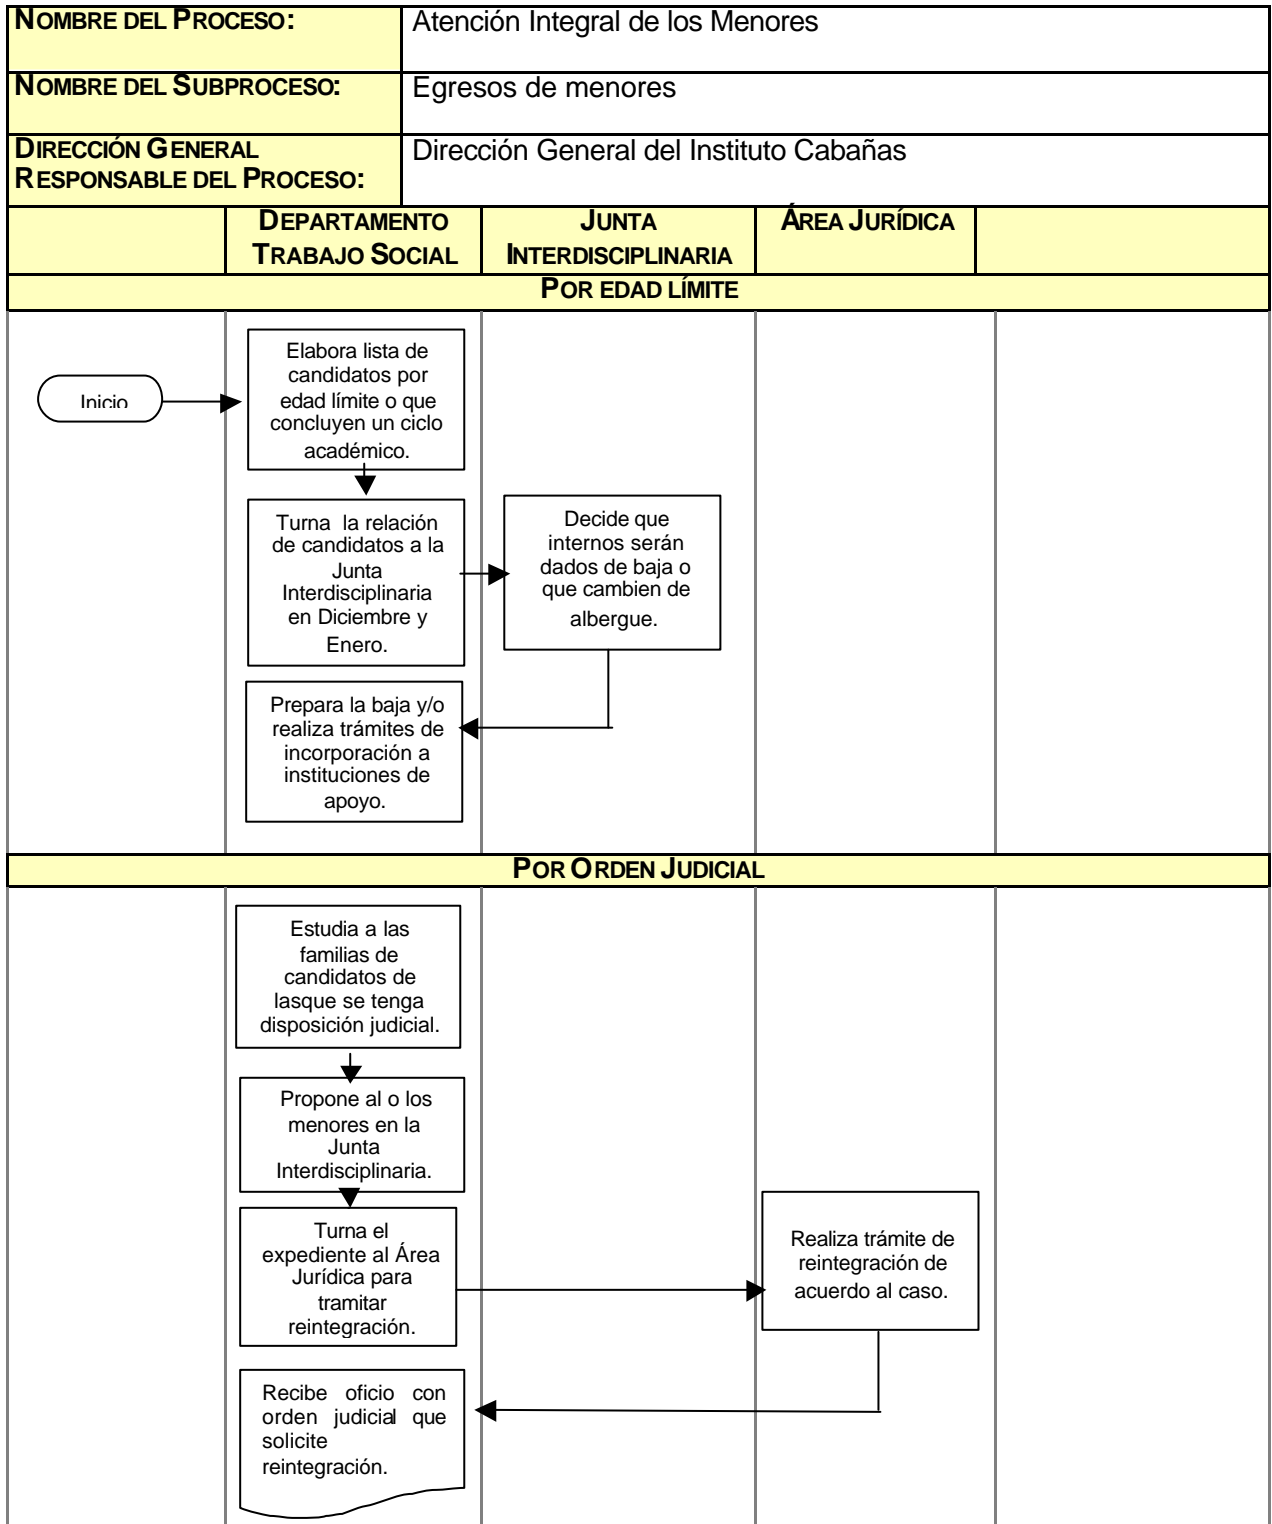 NOMBRE DEL PROCESO:
Atención Integral de los Menores
NOMBRE DEL SUBPROCESO:
Egresos de menores
DIRECCIÓN GENERAL
RESPONSABLE DEL PROCESO:
Dirección General del Instituto Cabañas
DEPARTAMENTO
TRABAJO SOCIAL
JUNTA
INTERDISCIPLINARIA
ÁREA JURÍDICA
POR EDAD LÍMITE
Inicio
Elabora lista de
candidatos por
edad límite o que
concluyen un ciclo
académico.
Turna la relación
de candidatos a la
Junta
Interdisciplinaria
en Diciembre y
Enero.
Decide que
internos serán
dados de baja o
que cambien de
albergue.
Prepara la baja y/o
realiza trámites de
incorporación a
instituciones de
apoyo.
POR ORDEN JUDICIAL
Estudia a las
familias de
candidatos de
lasque se tenga
disposición judicial.
Propone al o los
menores en la
Junta
Interdisciplinaria.
Turna el
expediente al Área
Jurídica para
tramitar
reintegración.
Realiza trámite de
reintegración de
acuerdo al caso.
Recibe oficio con
orden judicial que
solicite
reintegración.